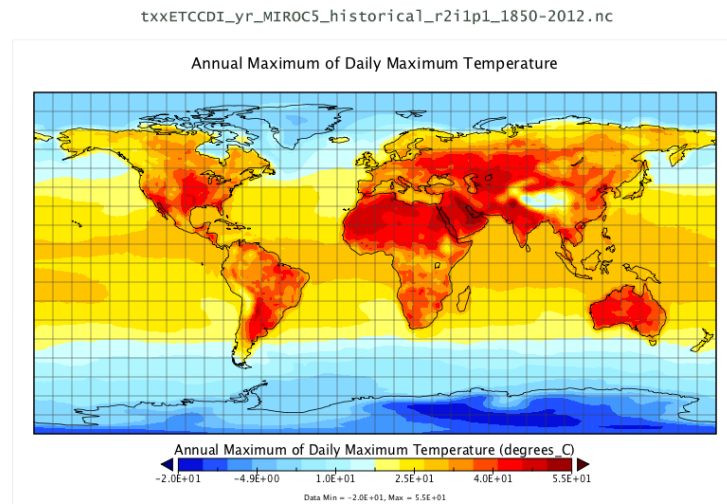 txxETCCDI_yr_MIROC5_historical_r2i1p1_1850-2012.nc
Annual Maximum of Daily Maximum Temperature
Annual Maximum of Daily Maximum Temperature (degrees_C)
-2.0E+01 -4.9E+00 1.0E+01 2.5E+01 4.0E+01 5.5E+01
Data Min = -2.0E+01, Max = 5.5E+01